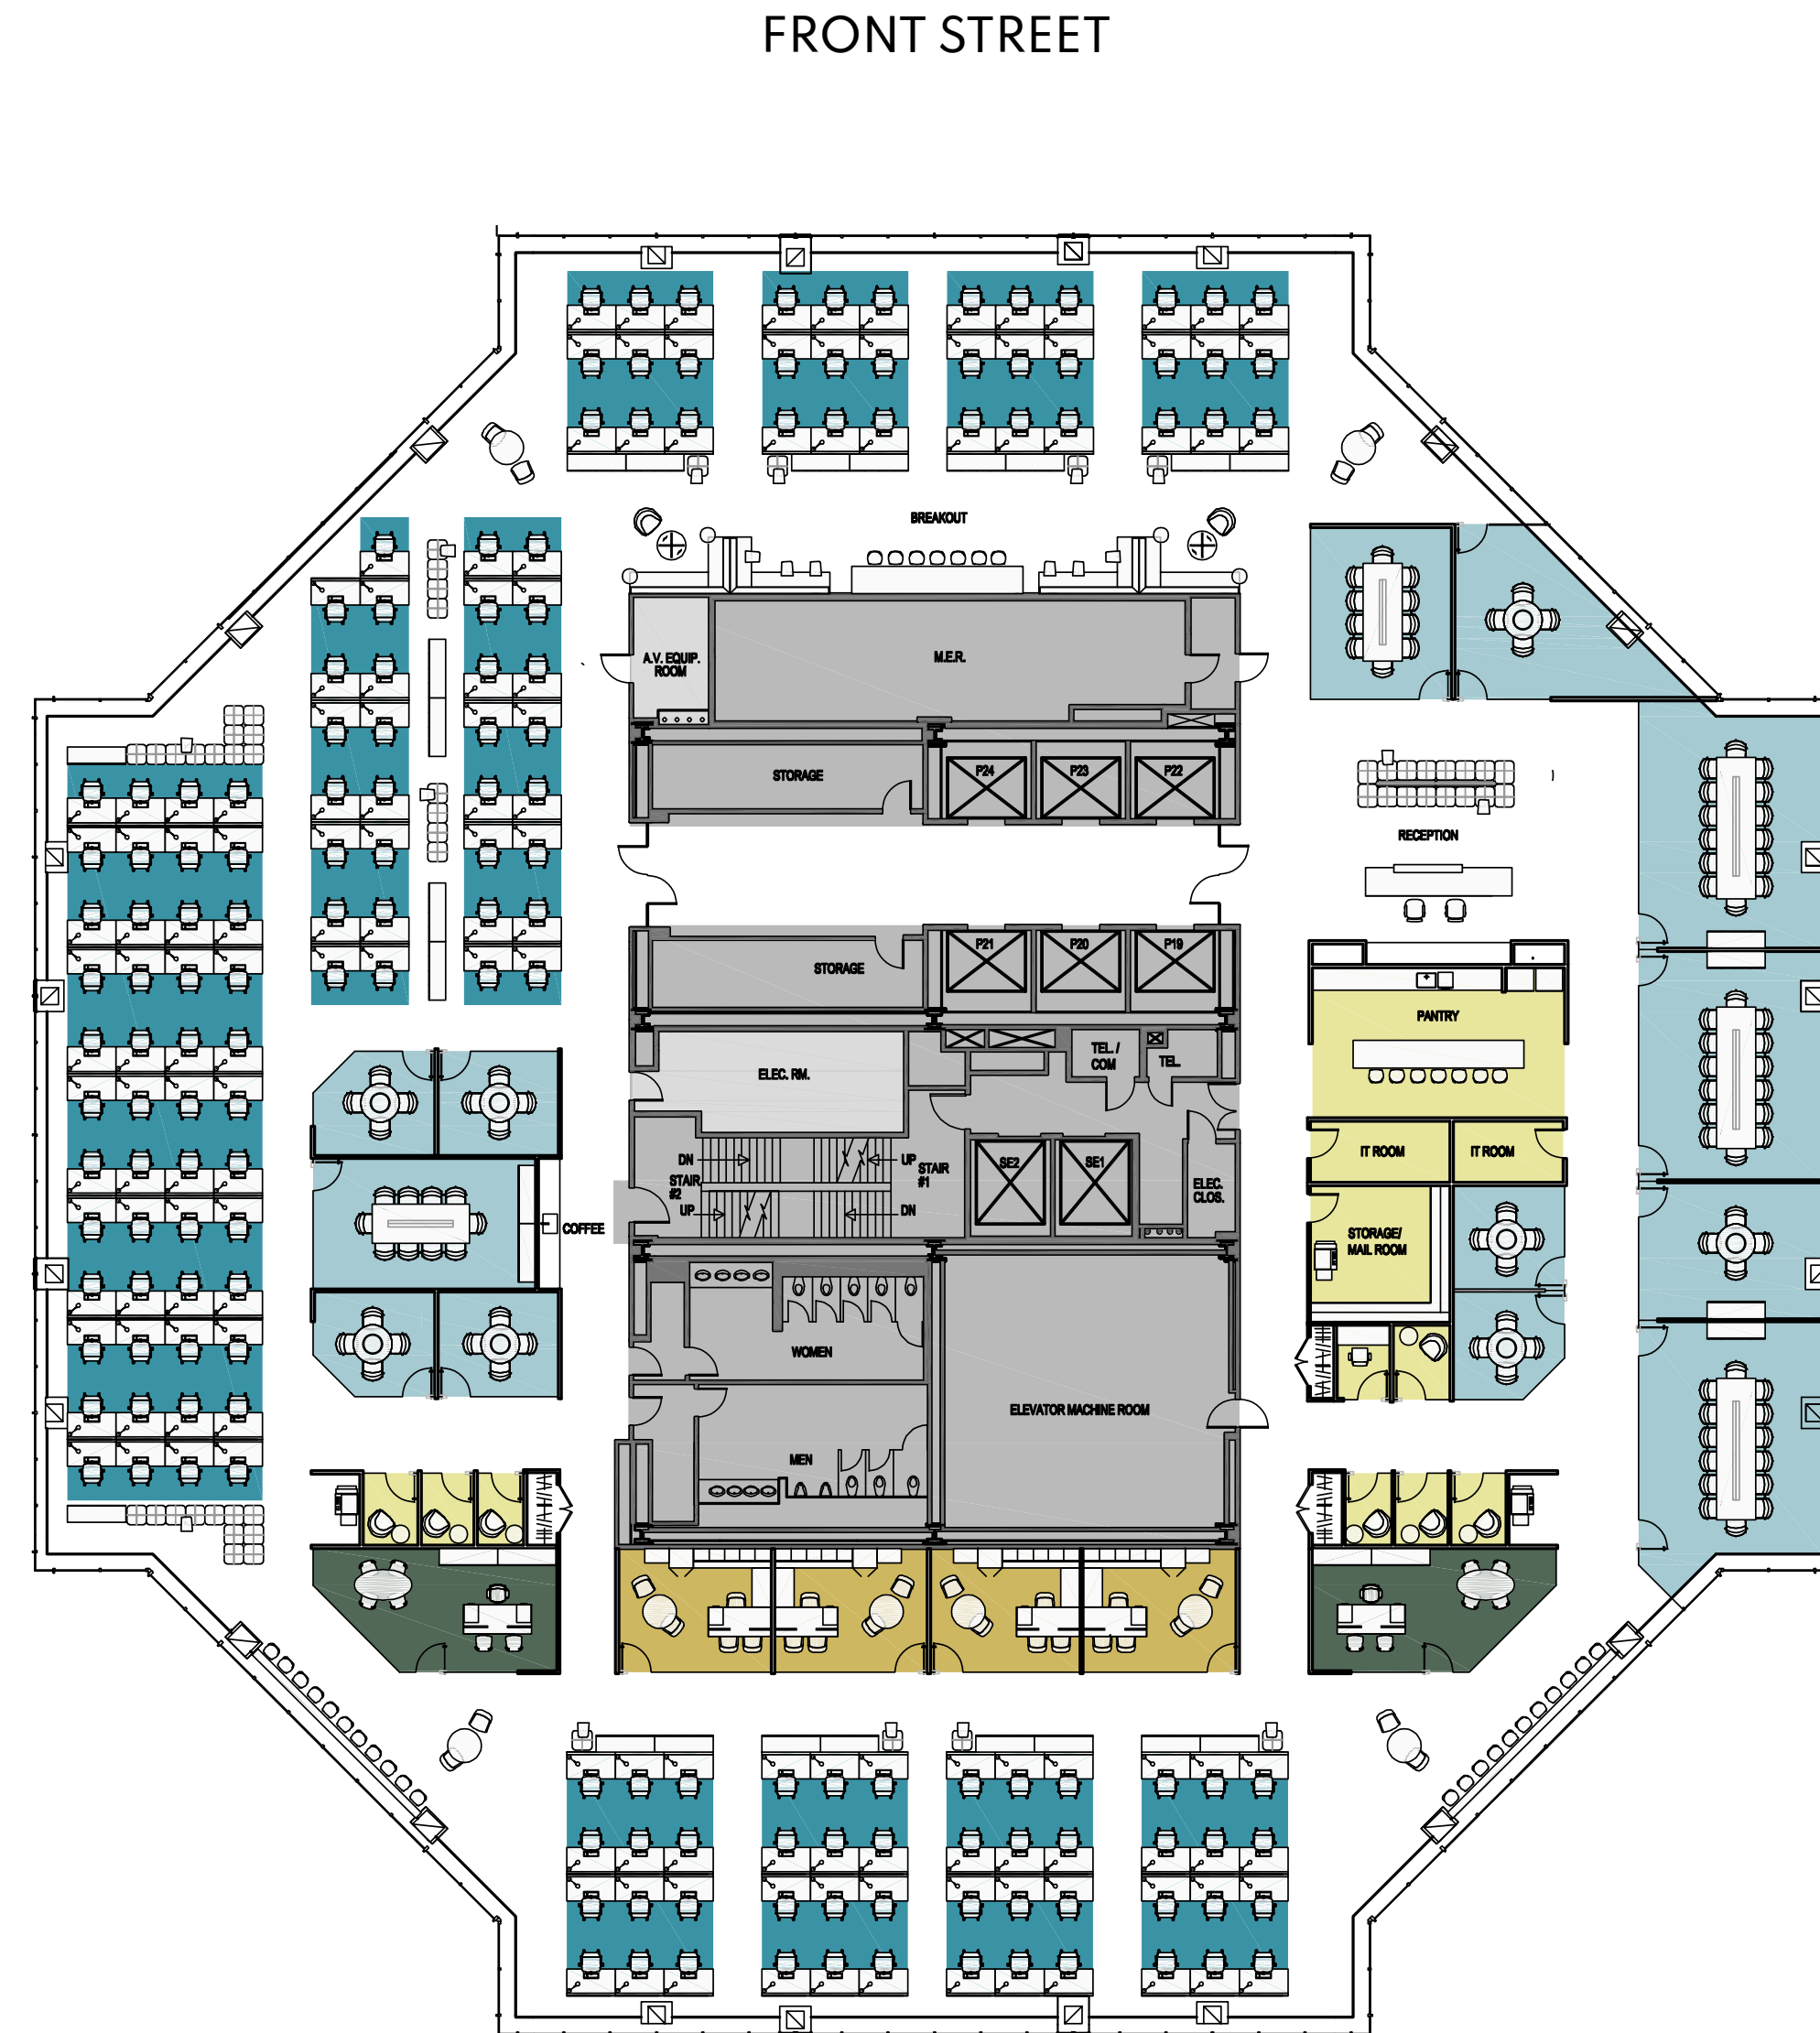 FRONT STREET
BREAKOUT
A.V. EQUIP.
ROOM
M.E.R.
STORAGE
P24
P23
P22
RECEPTION
STORAGE
P21
P20
P19
PANTRY
ELEC. RM.
TEL. /
COM
TEL.
IT ROOM
IT ROOM
DN
UP
STAIR
#2
STAIR
#1
SE2
SE1
ELEC.
CLOS.
UP
DN
COFFEE
STORAGE/
MAIL ROOM
WOMEN
ELEVATOR MACHINE ROOM
MEN